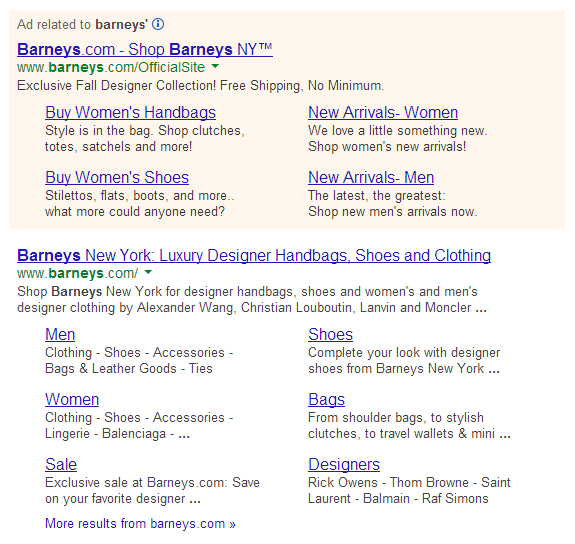 Ad related to barneys'
Barneys.com - Shop Barneys NY™
www.barneys.com/OfficialSite
Exclusive Fall Designer Collection! Free Shipping, No Minimum.
Buy Women's Handbags
Style is in the bag. Shop clutches,
totes, satchels and more!
New Arrivals- Women
We love a little something new.
Shop women's new arrivals!
Buy Women's Shoes
Stilettos, flats, boots, and more..
what more could anyone need?
New Arrivals- Men
The latest, the greatest:
Shop new men's arrivals now.
Barneys New York: Luxury Designer Handbags, Shoes and Clothing
www.barneys.com/
Shop Barneys New York for designer handbags, shoes and women's and men's
designer clothing by Alexander Wang, Christian Louboutin, Lanvin and Moncler ...
Men
Clothing - Shoes - Accessories -
Bags & Leather Goods - Ties
Shoes
Complete your look with designer
shoes from Barneys New York ...
Women
Clothing - Shoes - Accessories -
Lingerie - Balenciaga - ...
Bags
From shoulder bags, to stylish
clutches, to travel wallets & mini ...
Sale
Exclusive sale at Barneys.com: Save
on your favorite designer ...
Designers
Rick Owens - Thom Browne - Saint
Laurent - Balmain - Raf Simons
More results from barneys.com »